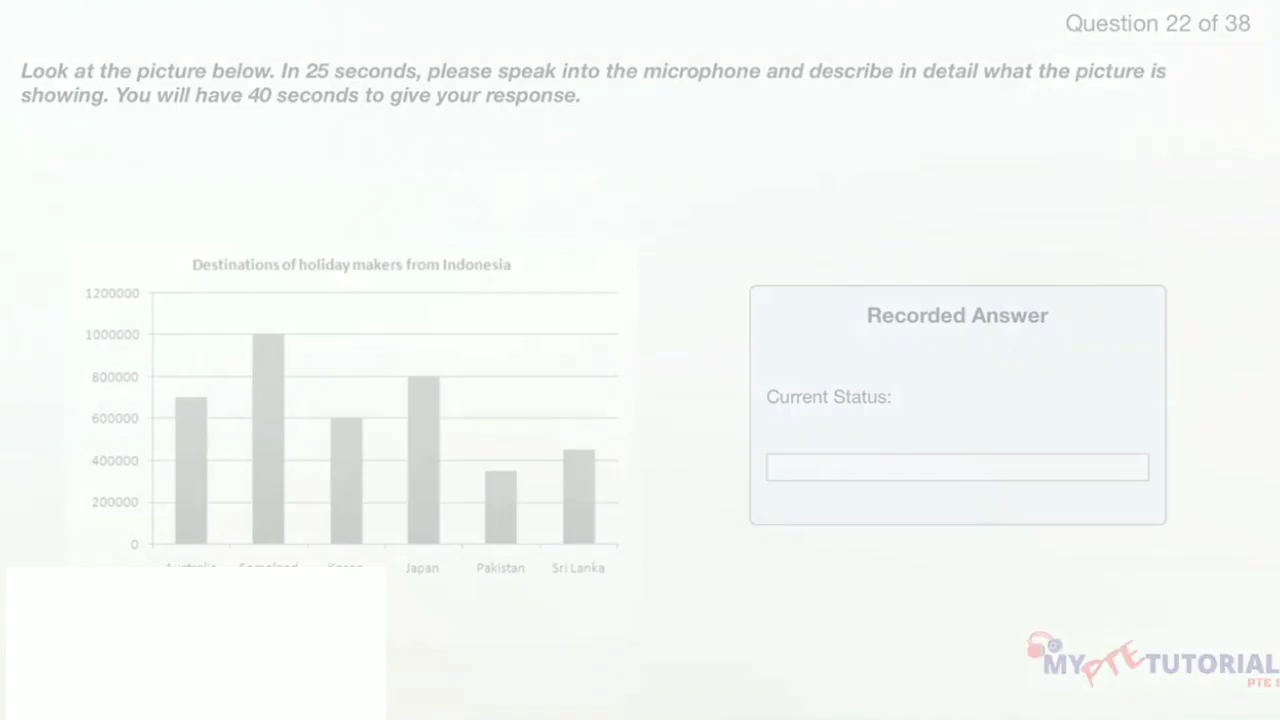 Question 22 of 38
Look at the picture below. In 25 seconds, please speak into the microphone and describe in detail what the picture is
showing. You will have 40 seconds to give your response.
Destinations of holiday makers from Indonesia
1200000
1000000
800000
600000
400000
200000
0
Australia Korea Japan Pakistan Sri Lanka
Recorded Answer
Current Status:
MY PTE TUTORIAL
PTE